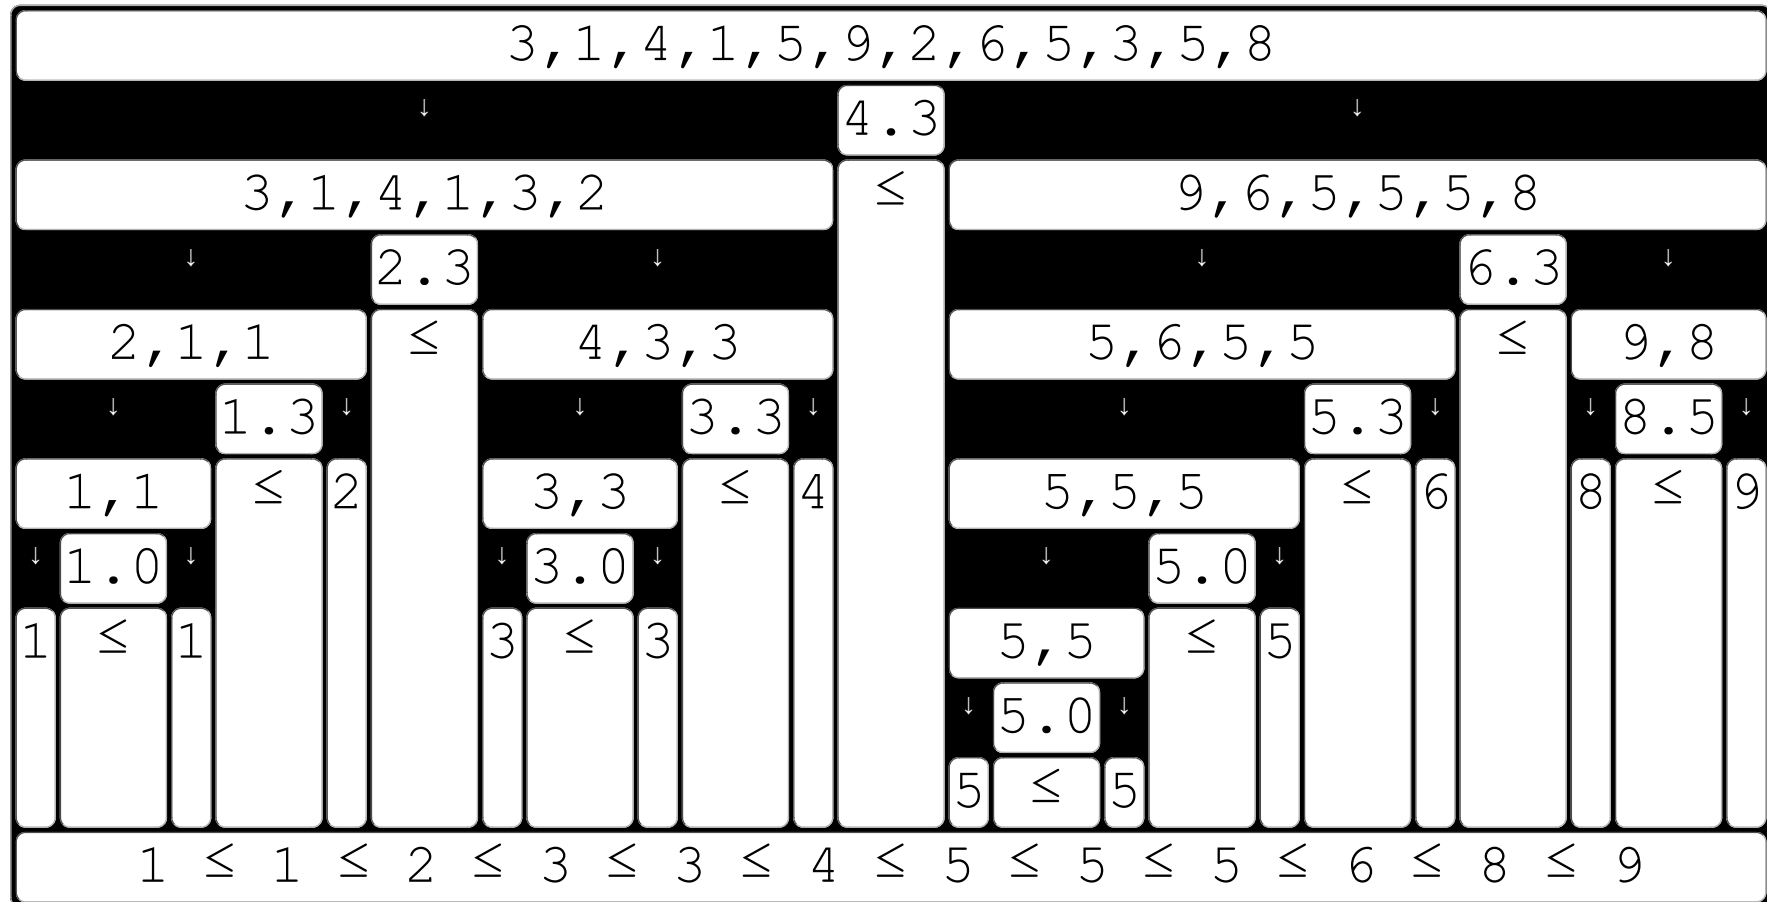 3,1,4,1,5,9,2,6,5,3,5,8
↓ 4.3 ↓
3,1,4,1,3,2 ≤ 9,6,5,5,5,8
↓ 2.3 ↓ ↓ 6.3 ↓
2,1,1 ≤ 4,3,3 5,6,5,5 ≤ 9,8
↓ 1.3 ↓ ↓ 3.3 ↓ ↓ 5.3 ↓ ↓ 8.5 ↓
1,1 ≤ 2 3,3 ≤ 4 5,5,5 ≤ 6 8 ≤ 9
↓ 1.0 ↓ ↓ 3.0 ↓ ↓ 5.0 ↓
1 ≤ 1 3 ≤ 3 5,5 ≤ 5
↓ 5.0 ↓
5 ≤ 5
1 ≤ 1 ≤ 2 ≤ 3 ≤ 3 ≤ 4 ≤ 5 ≤ 5 ≤ 5 ≤ 6 ≤ 8 ≤ 9